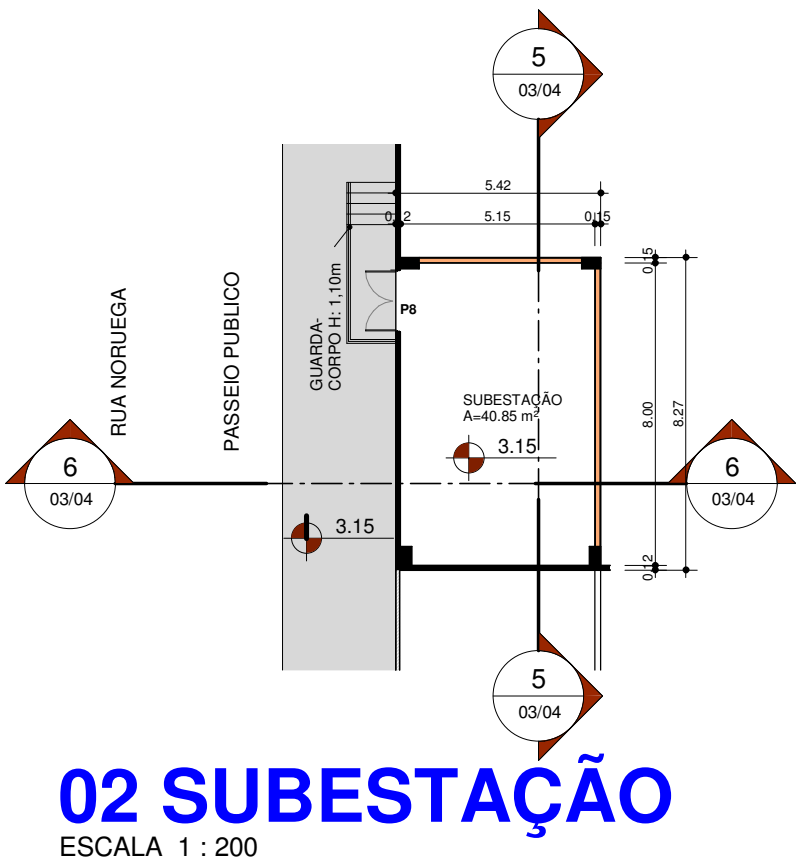 5
03/04
5.42
0.12
5.15
0.15
0.15
GUARDA-
CORPO H: 1,10m
P8
RUA NORUEGA
PASSEIO PUBLICO
SUBESTAÇÃO
A=40.85 m²
8.00
8.27
3.15
6
03/04
6
03/04
3.15
0.12
5
03/04
02 SUBESTAÇÃO
ESCALA 1 : 200